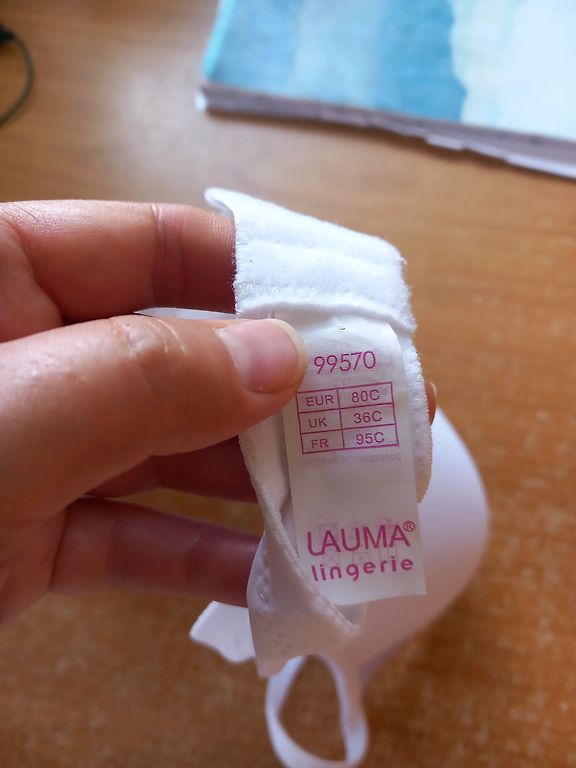 99570
EUR 80C
UK 36C
FR 95C
LAUMA®
lingerie